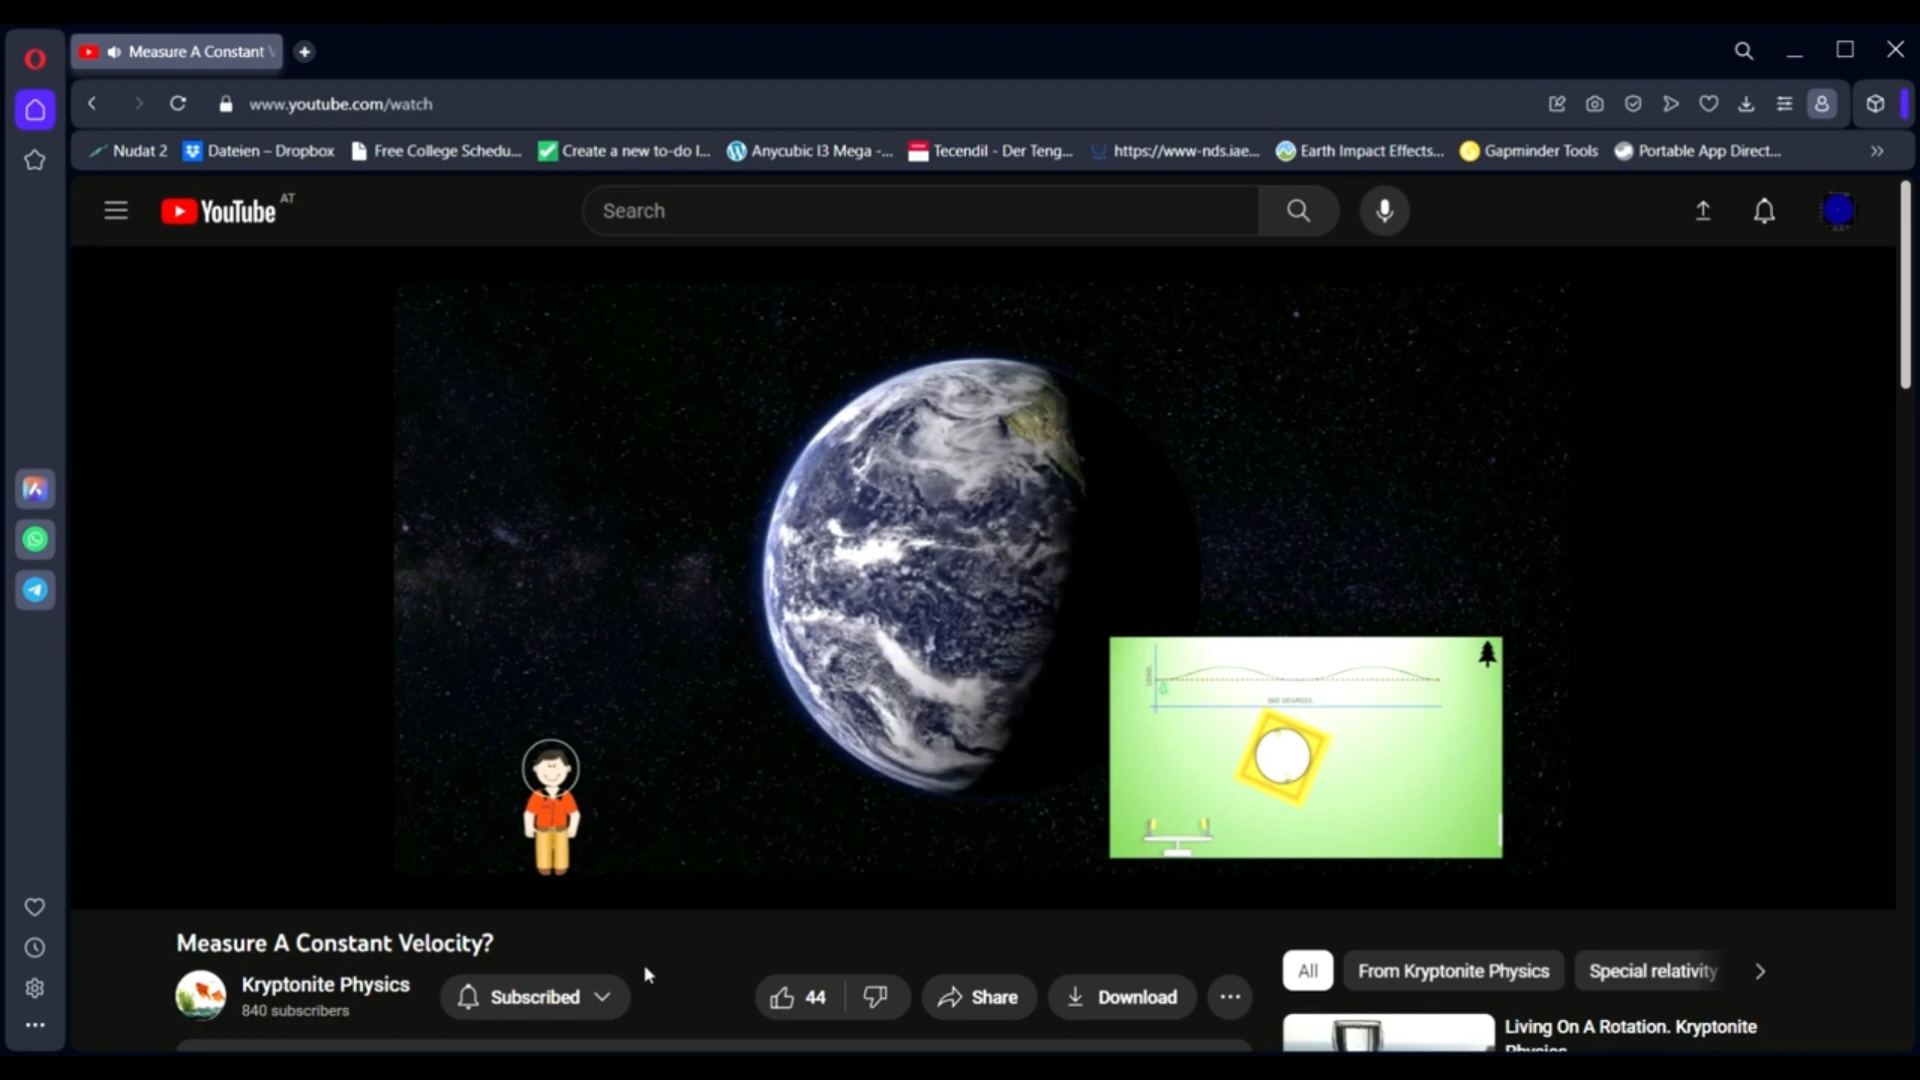 Measure A Constant V
www.youtube.com/watch
Nudat 2
Dateien – Dropbox
Free College Schedu...
Create a new to-do l...
Anycubic I3 Mega -...
Tecendil - Der Teng...
https://www-nds.iae...
Earth Impact Effects...
Gapminder Tools
Portable App Direct...
YouTube AT
Search
360 DEGREES
Measure A Constant Velocity?
Kryptonite Physics
840 subscribers
Subscribed
44
Share
Download
All
From Kryptonite Physics
Special relativity
Living On A Rotation. Kryptonite
Physics